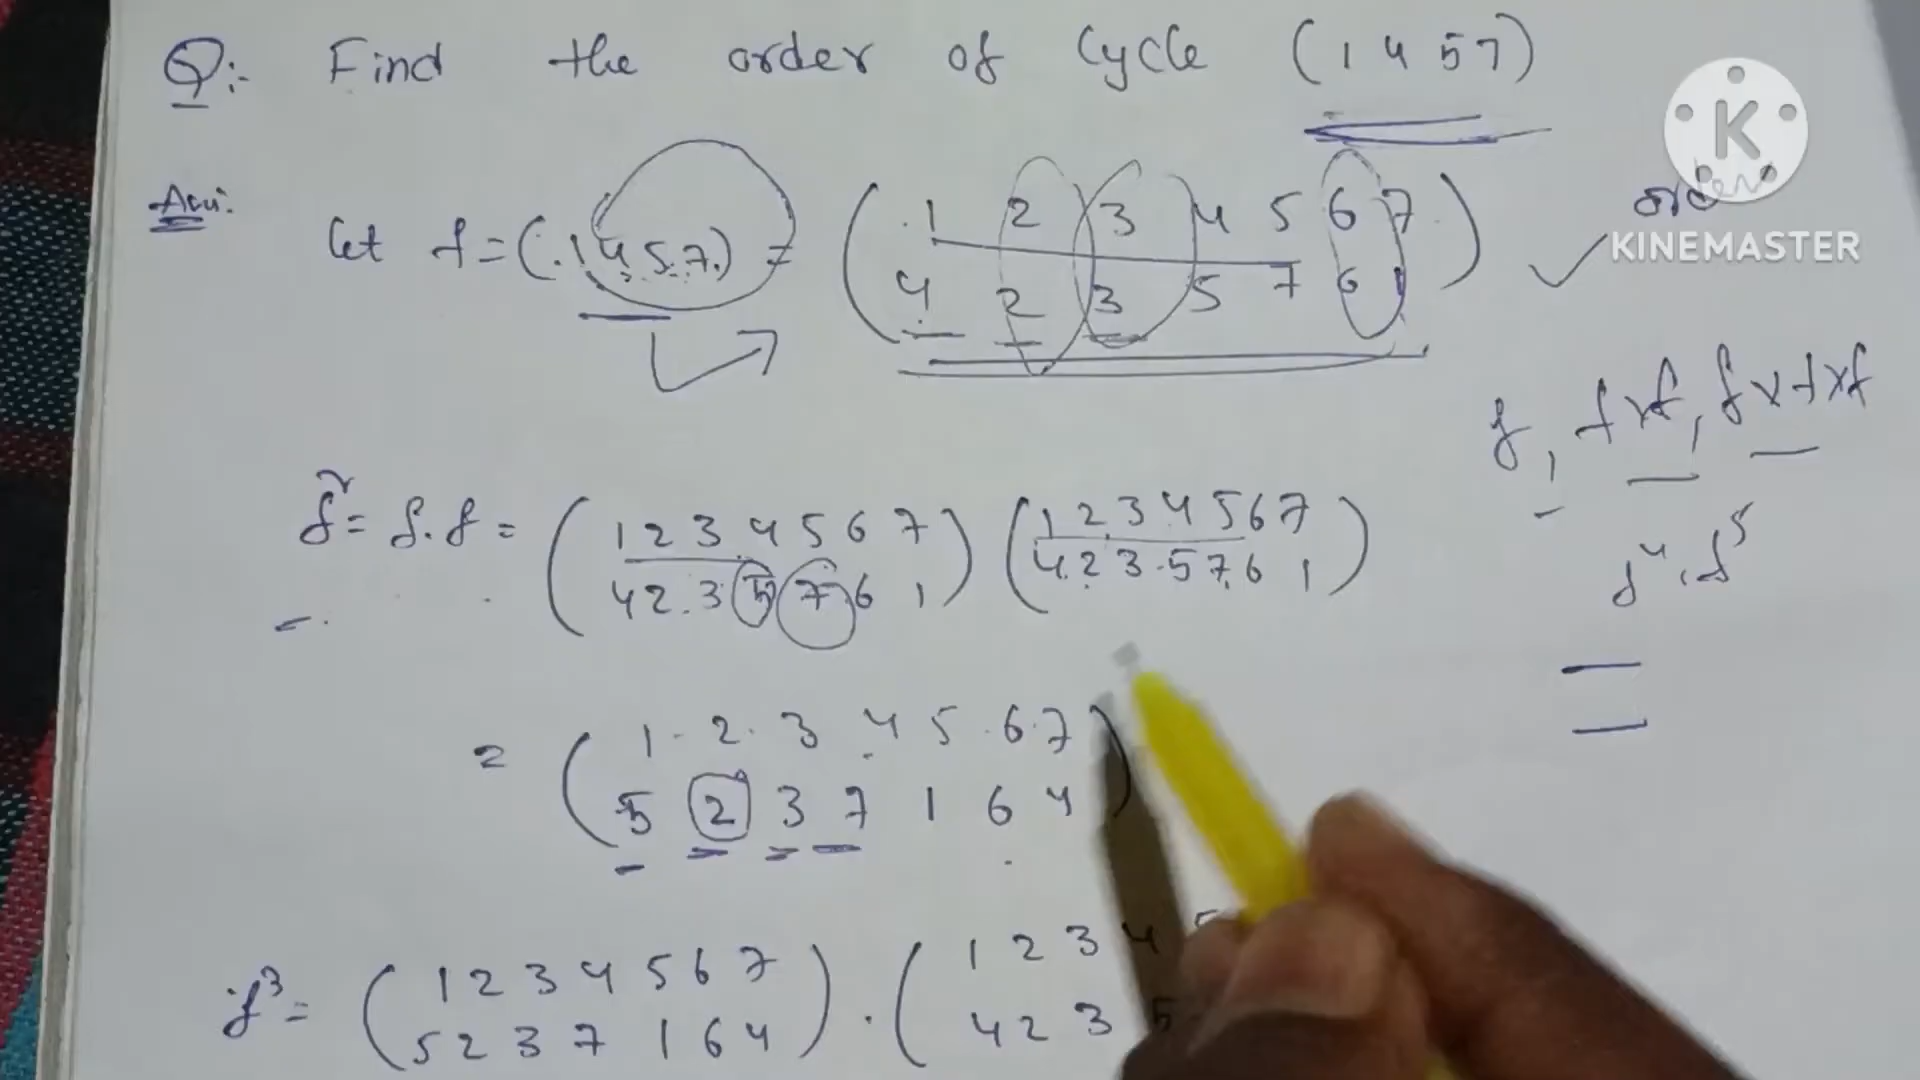 Q:- Find the order of cycle (1 4 5 7)
K
KINEMASTER
Ans:
Let f = (1 4 5 7) = (1 2 3 4 5 6 7
4 2 3 5 7 6 1)
f, f×f, f×f×f
f⁴, f⁵
f² = f.f = (1 2 3 4 5 6 7) (1 2 3 4 5 6 7)
(4 2 3 5 7 6 1) (4 2 3 5 7 6 1)
= (1 2 3 4 5 6 7)
(5 2 3 7 1 6 4)
f³ = (1 2 3 4 5 6 7) . (1 2 3 4 5
(5 2 3 7 1 6 4) (4 2 3 5